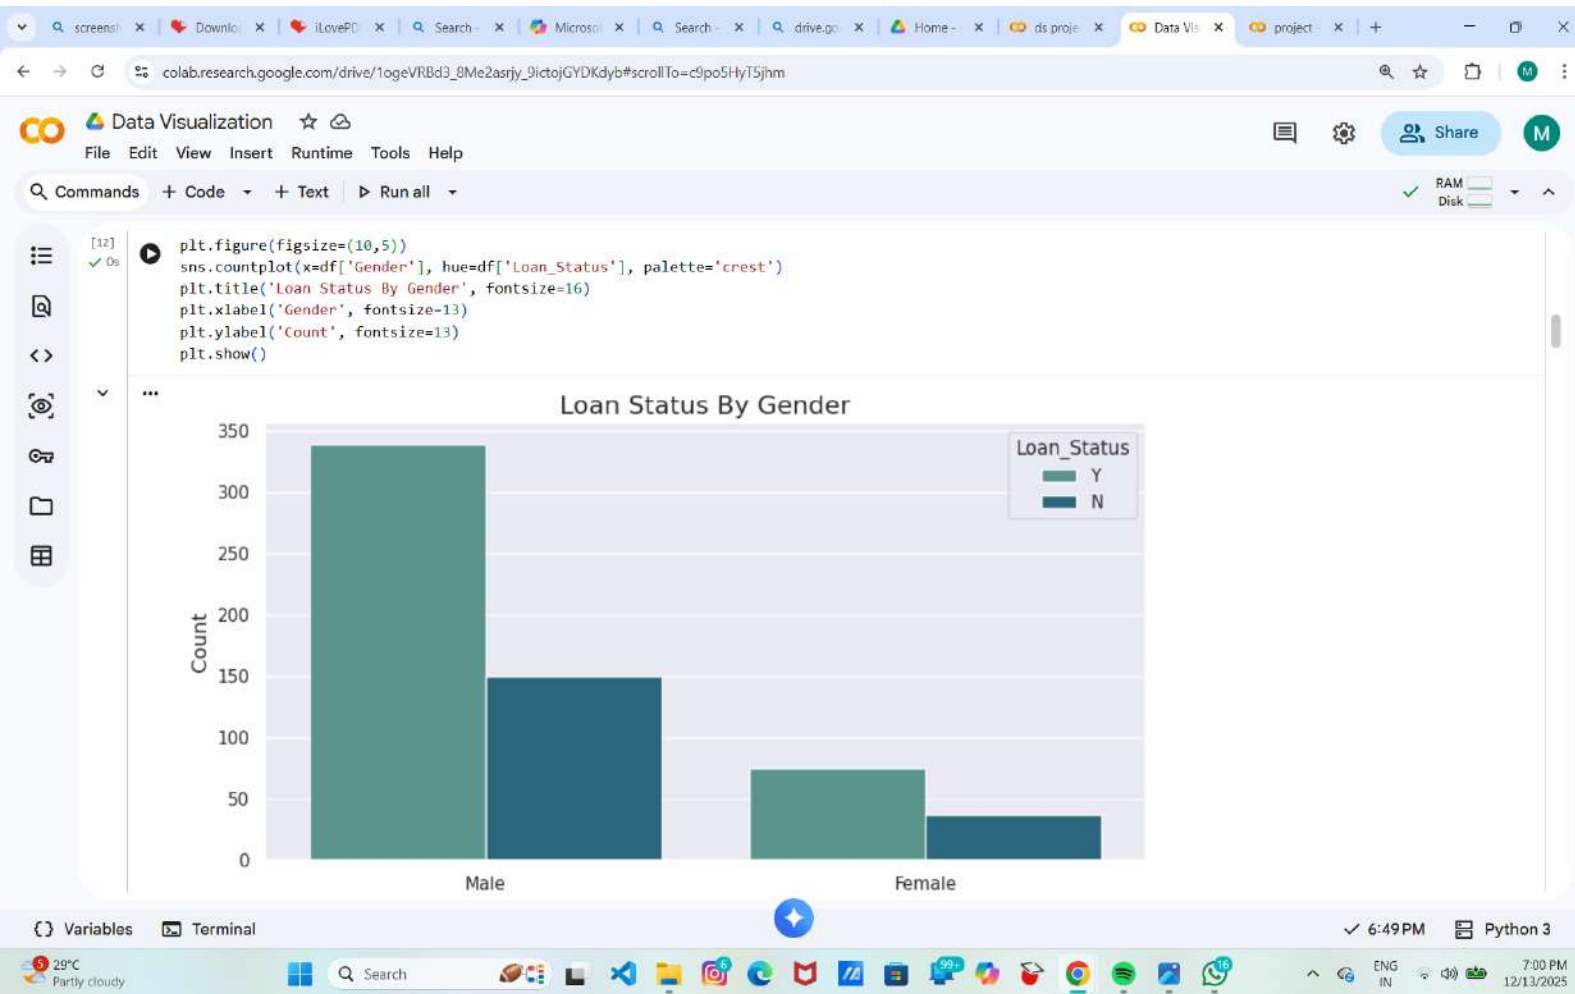 screensh
Downlo
iLovePD
Search -
Microsof
Search -
drive.go
Home -
ds proje
Data Vis
project -
colab.research.google.com/drive/1ogeVRBd3_8Me2asrjy_9ictojGYDKdyb#scrollTo=c9po5HyT5jhm
M
Data Visualization
File Edit View Insert Runtime Tools Help
Share
M
Commands + Code + Text Run all
RAM
Disk
[12]
0s
plt.figure(figsize=(10,5))
sns.countplot(x=df['Gender'], hue=df['Loan_Status'], palette='crest')
plt.title('Loan Status By Gender', fontsize=16)
plt.xlabel('Gender', fontsize=13)
plt.ylabel('Count', fontsize=13)
plt.show()
Loan Status By Gender
350
300
250
200
150
100
50
0
Count
Loan_Status
Y
N
Male Female
{} Variables Terminal
6:49 PM Python 3
5
29°C
Partly cloudy
Search
6
99+
16
ENG
IN
7:00 PM
12/13/2025